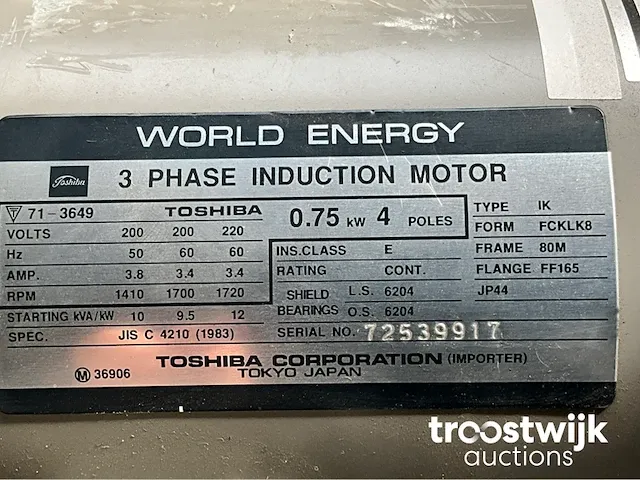 WORLD ENERGY
Toshiba 3 PHASE INDUCTION MOTOR
71-3649 TOSHIBA 0.75 kW 4 POLES TYPE IK
VOLTS 200 200 220 FORM FCKLK8
Hz 50 60 60 INS.CLASS E FRAME 80M
AMP. 3.8 3.4 3.4 RATING CONT. FLANGE FF165
RPM 1410 1700 1720 SHIELD L.S. 6204 JP44
STARTING kVA/kW 10 9.5 12 BEARINGS O.S. 6204
SPEC. JIS C 4210 (1983) SERIAL NO. 72539917
TOSHIBA CORPORATION (IMPORTER)
M 36906 TOKYO JAPAN
troostwijk
auctions